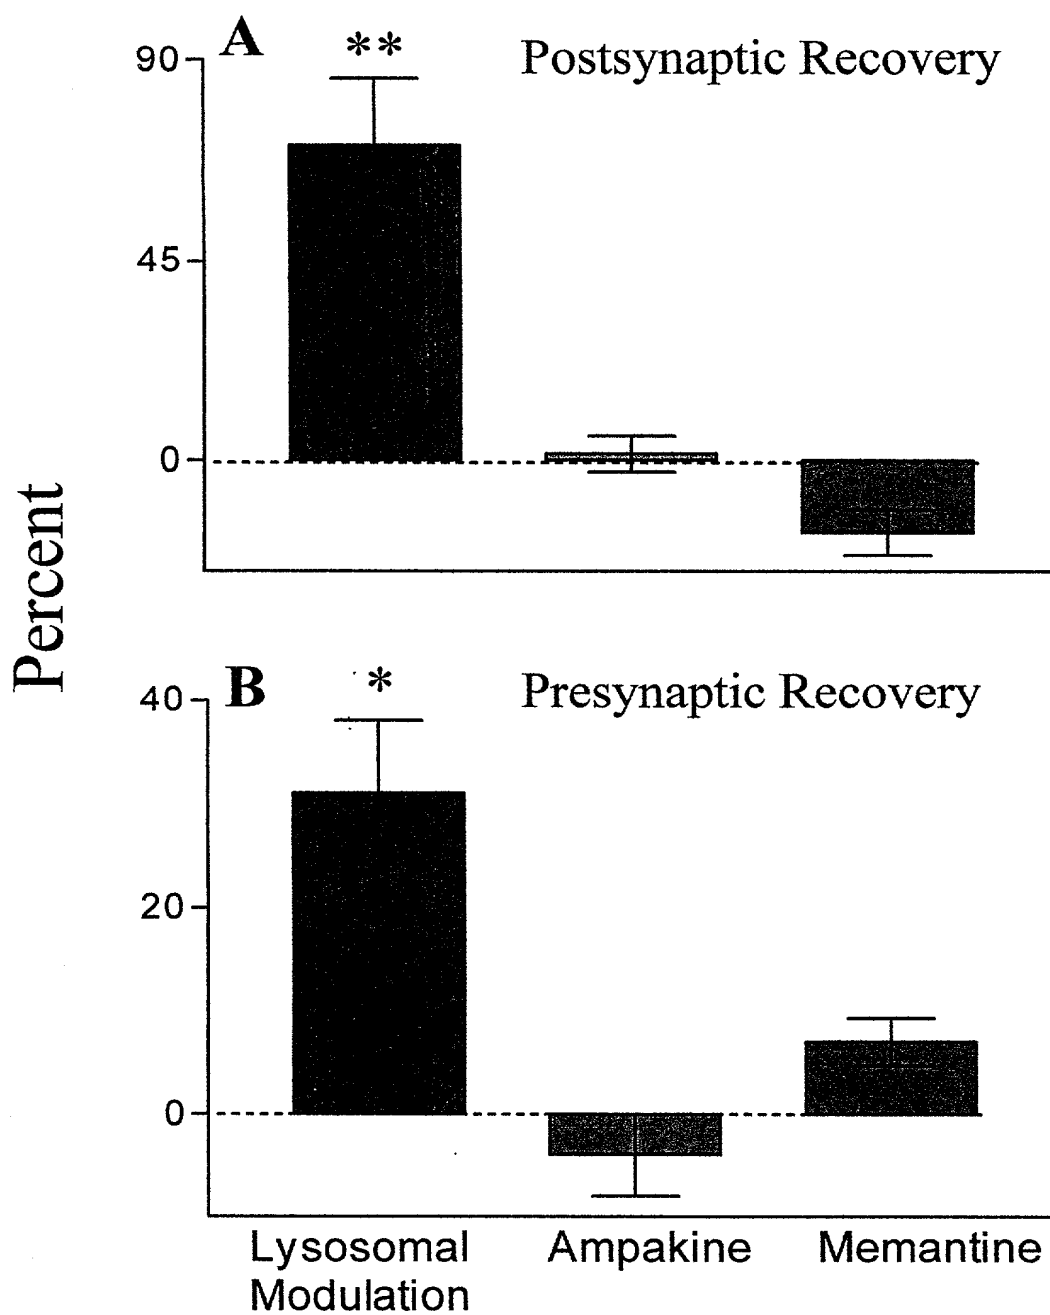 A
**
Postsynaptic Recovery
90
45
0
Percent
B
*
Presynaptic Recovery
40
20
0
Lysosomal
Modulation
Ampakine
Memantine